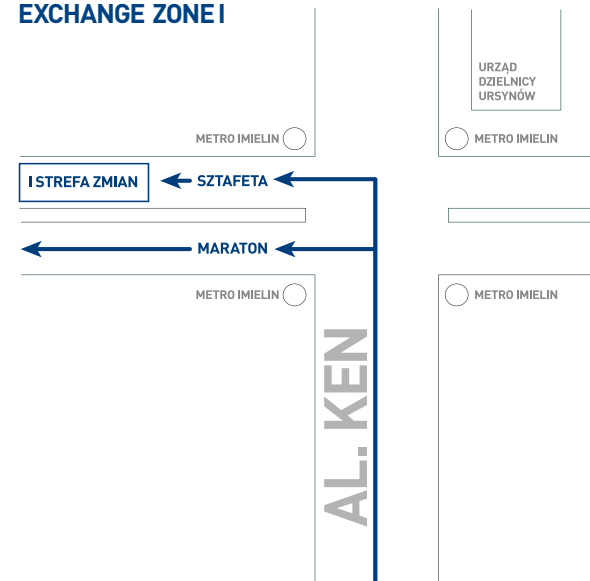 EXCHANGE ZONE I
URZĄD
DZIELNICY
URSYNÓW
METRO IMIELIN
METRO IMIELIN
I STREFA ZMIAN
SZTAFETA
MARATON
METRO IMIELIN
METRO IMIELIN
AL. KEN